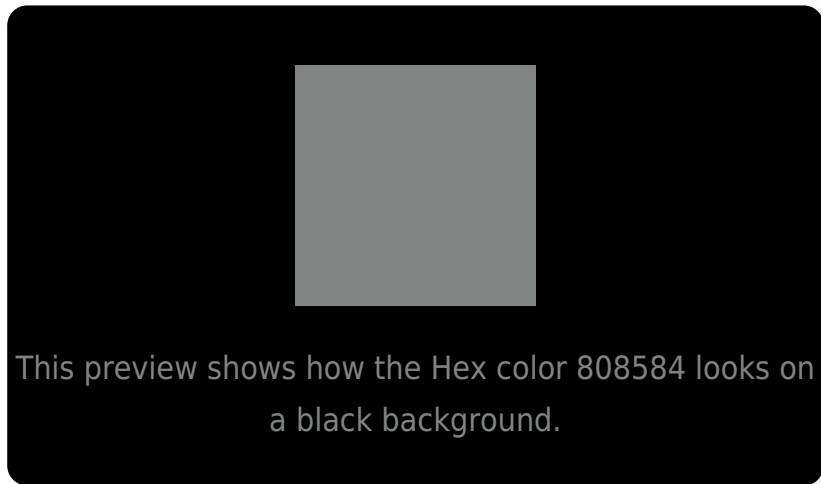 This preview shows how the Hex color 808584 looks on
a black background.